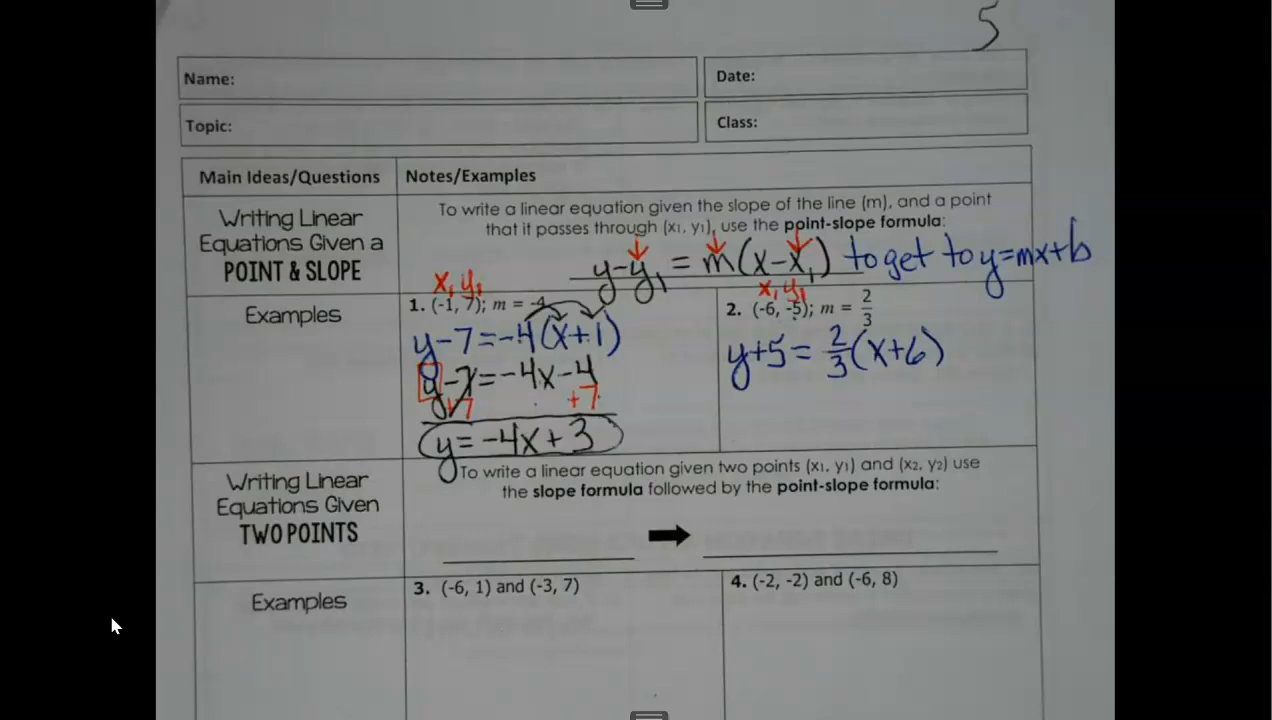 5
Name:
Date:
Topic:
Class:
Main Ideas/Questions
Notes/Examples
Writing Linear
Equations Given a
POINT & SLOPE
To write a linear equation given the slope of the line (m), and a point
that it passes through (x₁, y₁), use the point-slope formula:
y-y₁ = m(x-x₁) to get to y=mx+b
x₁ y₁
x₁ y₁
Examples
1. (-1, 7); m = -4
y-7=-4(x+1)
y-7=-4x-4
+7 +7
y=-4x+3
2. (-6, -5); m = 2/3
y+5=2/3(x+6)
Writing Linear
Equations Given
TWO POINTS
To write a linear equation given two points (x₁, y₁) and (x₂, y₂) use
the slope formula followed by the point-slope formula:
Examples
3. (-6, 1) and (-3, 7)
4. (-2, -2) and (-6, 8)